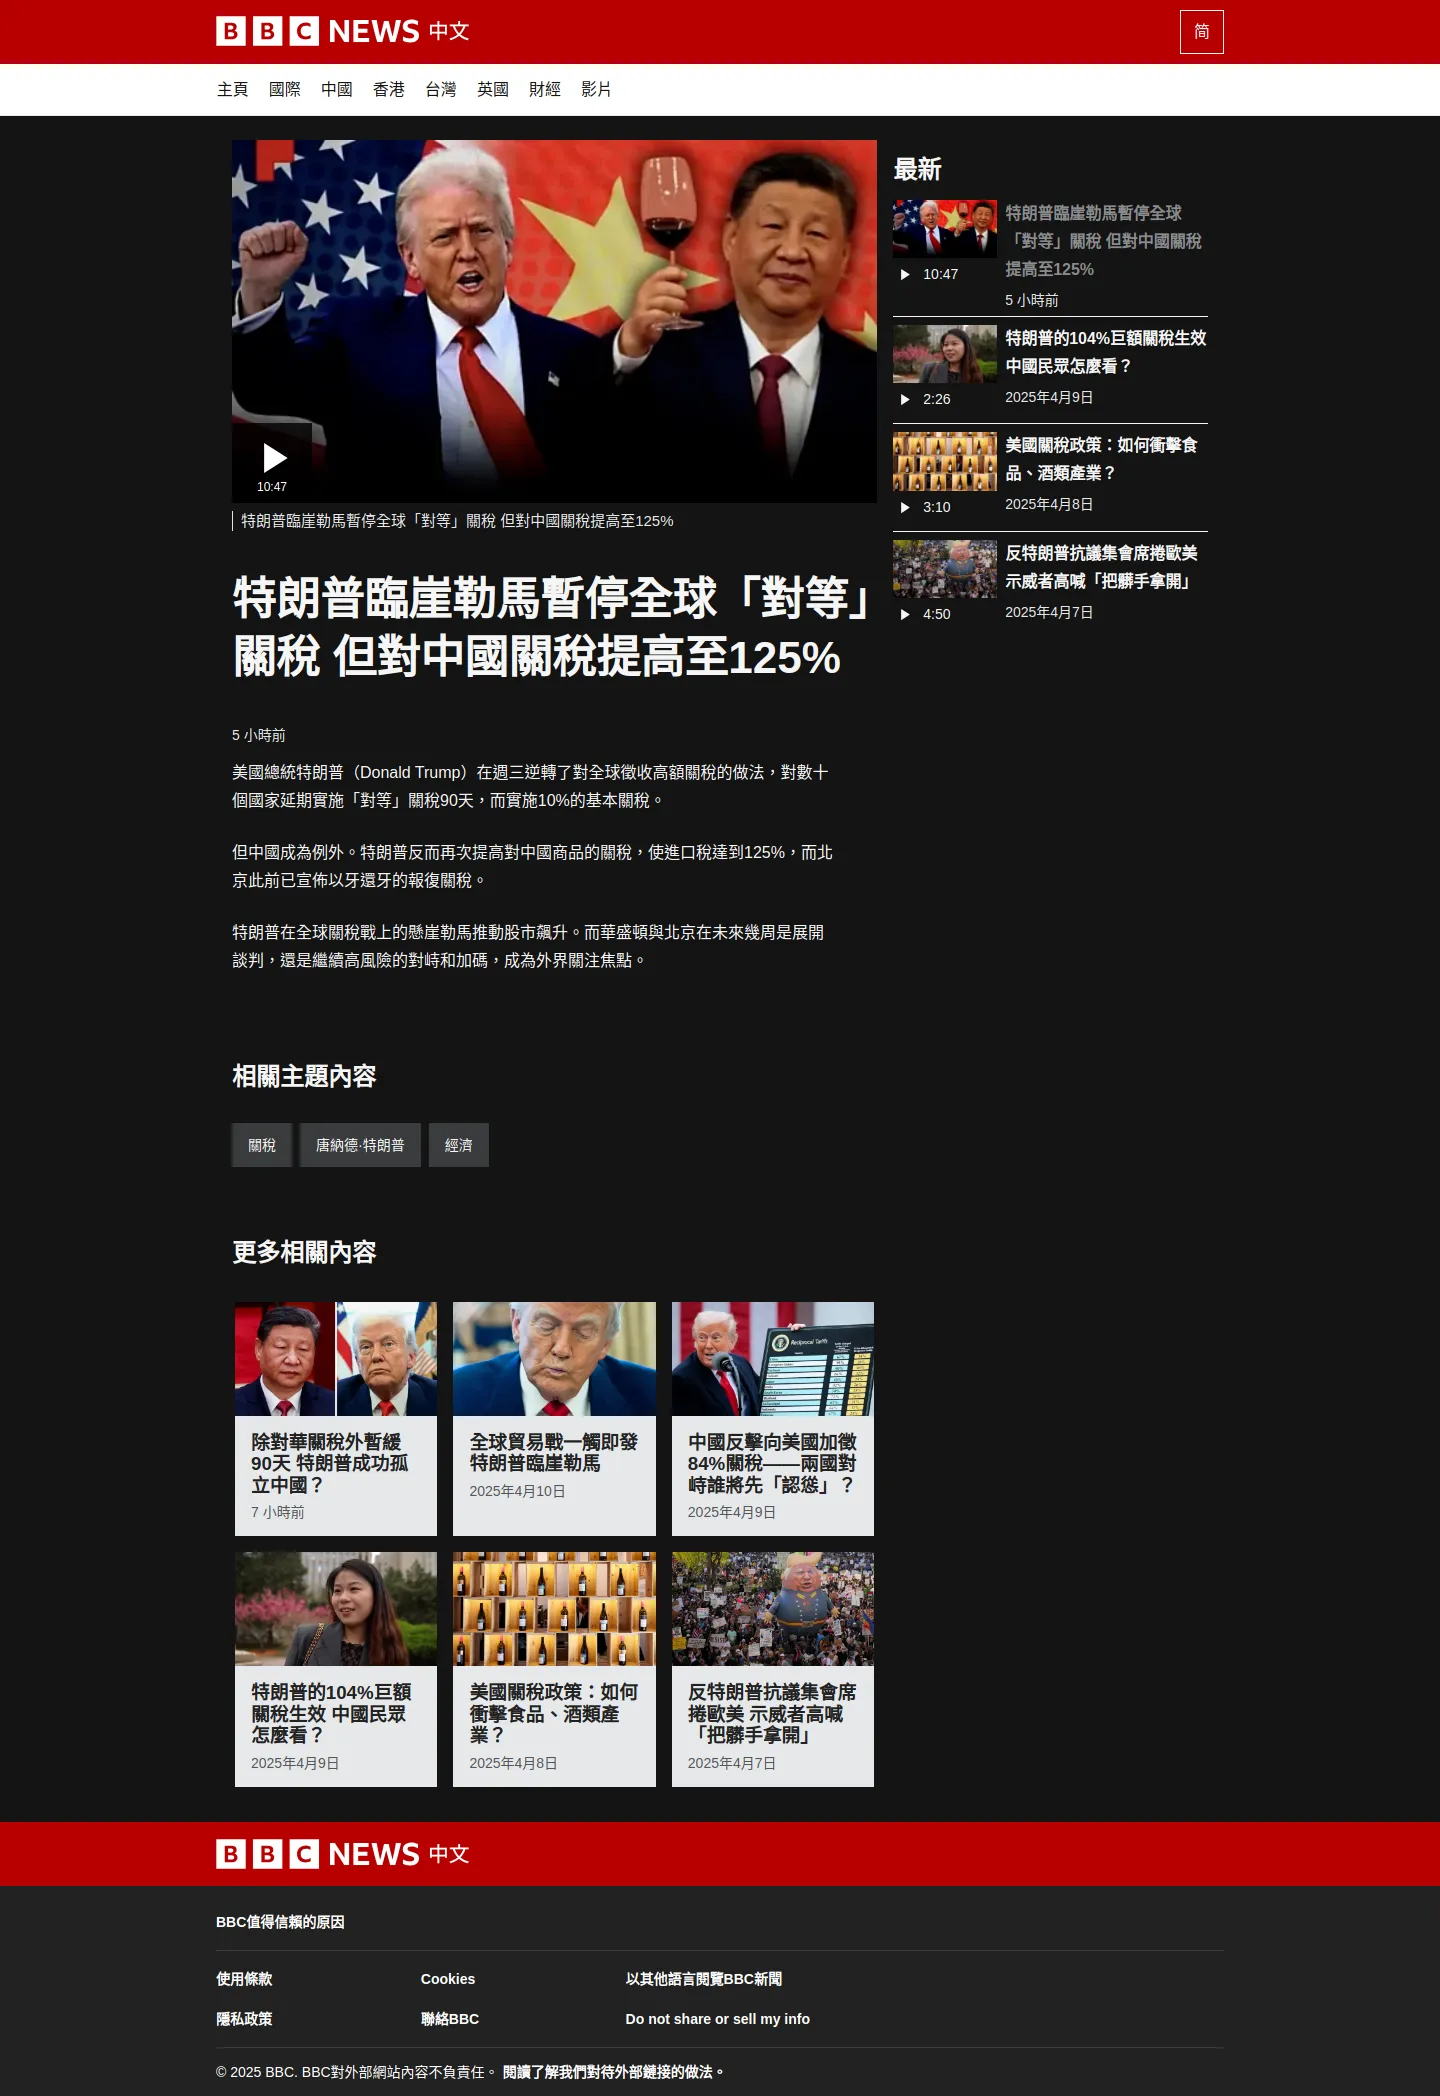 BBC NEWS 中文
简
主頁 國際 中國 香港 台灣 英國 財經 影片
10:47
特朗普臨崖勒馬暫停全球「對等」關稅 但對中國關稅提高至125%
特朗普臨崖勒馬暫停全球「對等」
關稅 但對中國關稅提高至125%
5 小時前
美國總統特朗普（Donald Trump）在週三逆轉了對全球徵收高額關稅的做法，對數十
個國家延期實施「對等」關稅90天，而實施10%的基本關稅。
但中國成為例外。特朗普反而再次提高對中國商品的關稅，使進口稅達到125%，而北
京此前已宣佈以牙還牙的報復關稅。
特朗普在全球關稅戰上的懸崖勒馬推動股市飆升。而華盛頓與北京在未來幾周是展開
談判，還是繼續高風險的對峙和加碼，成為外界關注焦點。
最新
特朗普臨崖勒馬暫停全球
「對等」關稅 但對中國關稅
提高至125%
10:47
5 小時前
特朗普的104%巨額關稅生效
中國民眾怎麼看？
2:26
2025年4月9日
美國關稅政策：如何衝擊食
品、酒類產業？
3:10
2025年4月8日
反特朗普抗議集會席捲歐美
示威者高喊「把髒手拿開」
4:50
2025年4月7日
相關主題內容
關稅 唐納德·特朗普 經濟
更多相關內容
除對華關稅外暫緩
90天 特朗普成功孤
立中國？
7 小時前
全球貿易戰一觸即發
特朗普臨崖勒馬
2025年4月10日
Reciprocal Tariffs
中國反擊向美國加徵
84%關稅——兩國對
峙誰將先「認慫」？
2025年4月9日
特朗普的104%巨額
關稅生效 中國民眾
怎麼看？
2025年4月9日
美國關稅政策：如何
衝擊食品、酒類產
業？
2025年4月8日
反特朗普抗議集會席
捲歐美 示威者高喊
「把髒手拿開」
2025年4月7日
BBC NEWS 中文
BBC值得信賴的原因
使用條款 Cookies 以其他語言閱覽BBC新聞
隱私政策 聯絡BBC Do not share or sell my info
© 2025 BBC. BBC對外部網站內容不負責任。 閱讀了解我們對待外部鏈接的做法。